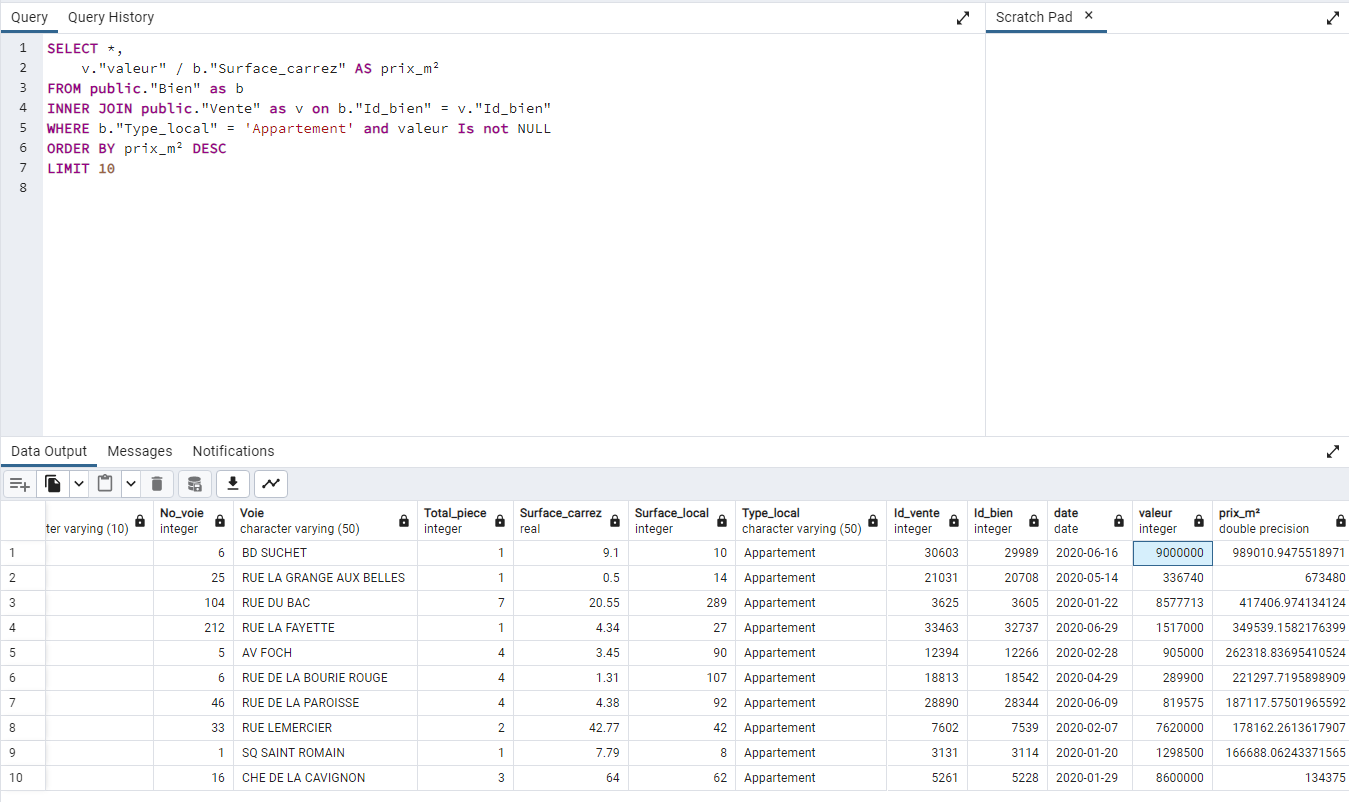 Query Query History Scratch Pad ×
1 SELECT *,
2 v."valeur" / b."Surface_carrez" AS prix_m²
3 FROM public."Bien" as b
4 INNER JOIN public."Vente" as v on b."Id_bien" = v."Id_bien"
5 WHERE b."Type_local" = 'Appartement' and valeur Is not NULL
6 ORDER BY prix_m² DESC
7 LIMIT 10
8
Data Output Messages Notifications
No_voie Voie Total_piece Surface_carrez Surface_local Type_local Id_vente Id_bien date valeur prix_m²
ter varying (10) integer character varying (50) integer real integer character varying (50) integer integer date integer double precision
1 6 BD SUCHET 1 9.1 10 Appartement 30603 29989 2020-06-16 9000000 989010.9475518971
2 25 RUE LA GRANGE AUX BELLES 1 0.5 14 Appartement 21031 20708 2020-05-14 336740 673480
3 104 RUE DU BAC 7 20.55 289 Appartement 3625 3605 2020-01-22 8577713 417406.974134124
4 212 RUE LA FAYETTE 1 4.34 27 Appartement 33463 32737 2020-06-29 1517000 349539.1582176399
5 5 AV FOCH 4 3.45 90 Appartement 12394 12266 2020-02-28 905000 262318.83695410524
6 6 RUE DE LA BOURIE ROUGE 4 1.31 107 Appartement 18813 18542 2020-04-29 289900 221297.7195898909
7 46 RUE DE LA PAROISSE 4 4.38 92 Appartement 28890 28344 2020-06-09 819575 187117.57501965592
8 33 RUE LEMERCIER 2 42.77 42 Appartement 7602 7539 2020-02-07 7620000 178162.2613617907
9 1 SQ SAINT ROMAIN 1 7.79 8 Appartement 3131 3114 2020-01-20 1298500 166688.06243371565
10 16 CHE DE LA CAVIGNON 3 64 62 Appartement 5261 5228 2020-01-29 8600000 134375